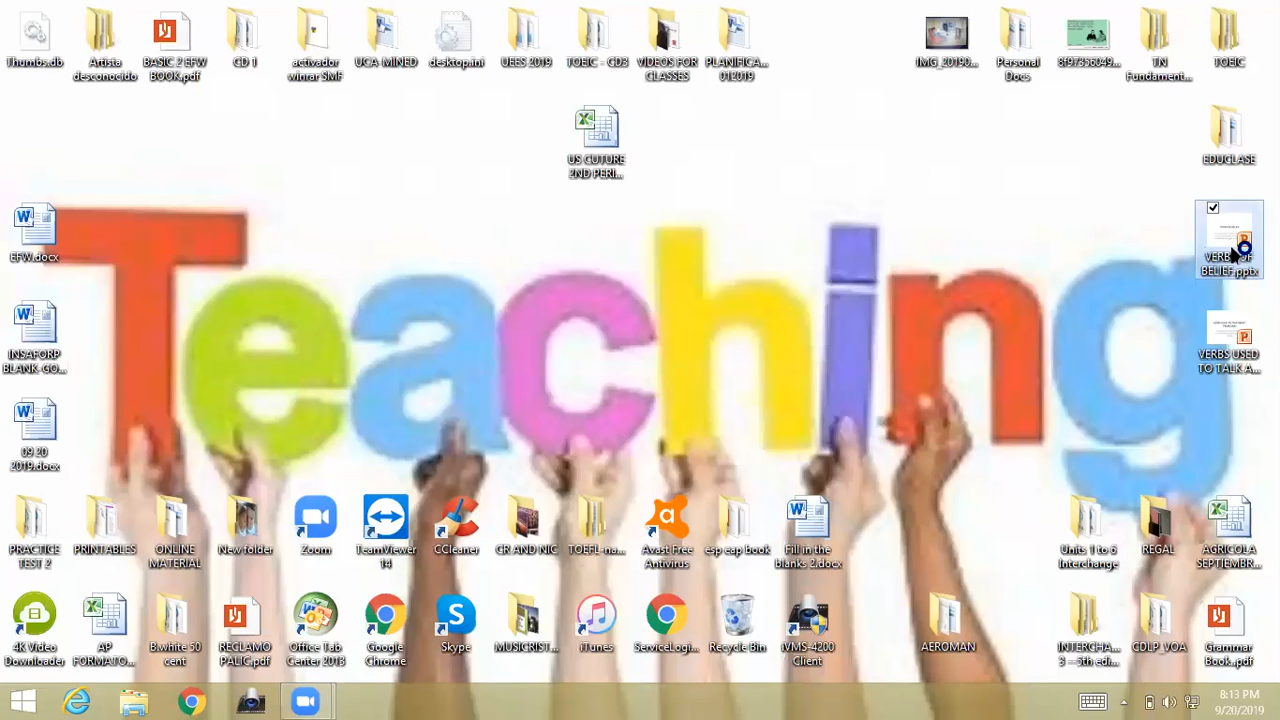 Thumbs.db
Artista
desconocido
BASIC 2 EFW
BOOK.pdf
CD 1
activador
winrar SMF
UCA-MINED
desktop.ini
UEES 2019
TOEIC - CD3
VIDEOS FOR
CLASSES
PLANIFICA...
012019
IMG_20190...
Personal
Docs
8f97356049...
TN
Fundament...
TOEIC
US CUTURE
2ND PERI...
EDUCLASE
EFW.docx
VERBS OF
BELIEF.pptx
Teaching
INSAFORP
BLANK-GO...
VERBS USED
TO TALK A...
09 20
2019.docx
PRACTICE
TEST 2
PRINTABLES
ONLINE
MATERIAL
New folder
Zoom
TeamViewer
14
CCleaner
CR AND NIC
TOEFL-na...
Avast Free
Antivirus
esp eap book
Fill in the
blanks 2.docx
Units 1 to 6
Interchange
REGAL
AGRICOLA
SEPTIEMBR...
4K Video
Downloader
AP
FORMATO...
B.white 50
cent
RECLAMO
PALIG.pdf
Office Tab
Center 2013
Google
Chrome
Skype
MUSICRIST...
iTunes
ServiceLogi...
Recycle Bin
iVMS-4200
Client
AEROMAN
INTERCHA...
3 --5th edi...
CDLP_VOA
Grammar
Book..pdf
8:13 PM
9/20/2019